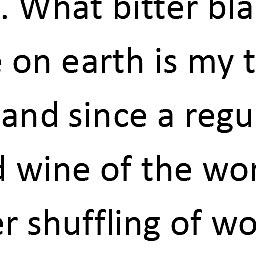 . What bitter bla
on earth is my t
and since a regu
wine of the wor
er shuffling of wo